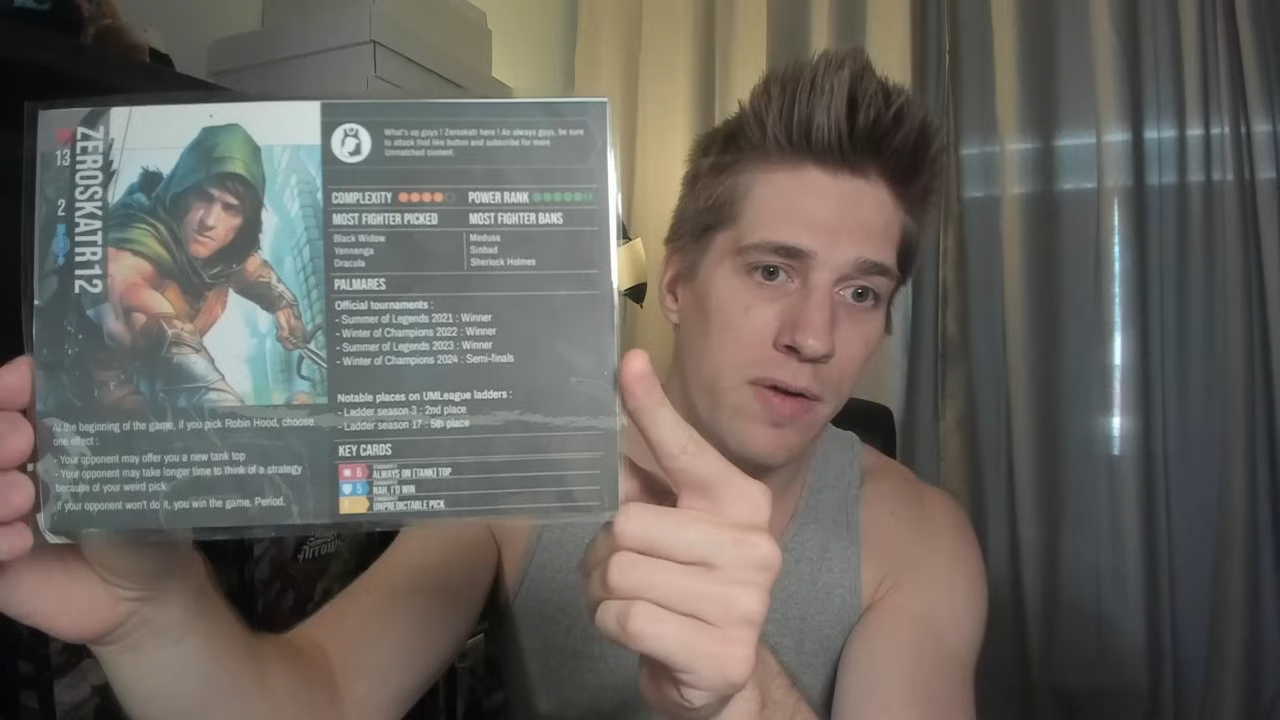 ZEROSKATR12
13
2
What's up guys ! Zeroskatr here ! As always guys, be sure
to attack that like button and subscribe for more
Unmatched content.
COMPLEXITY
POWER RANK
MOST FIGHTER PICKED
MOST FIGHTER BANS
Black Widow
Yennenga
Dracula
Medusa
Sinbad
Sherlock Holmes
PALMARES
Official tournaments :
- Summer of Legends 2021 : Winner
- Winter of Champions 2022 : Winner
- Summer of Legends 2023 : Winner
- Winter of Champions 2024 : Semi-finals
Notable places on UMLeague ladders :
- Ladder season 3 : 2nd place
- Ladder season 17 : 5th place
KEY CARDS
6 ALWAYS ON [TANK] TOP
5 NAH, I'D WIN
UNPREDICTABLE PICK
At the beginning of the game, if you pick Robin Hood, choose
one effect :
- Your opponent may offer you a new tank top
- Your opponent may take longer time to think of a strategy
because of your weird pick
If your opponent won't do it, you win the game. Period.
Arrow